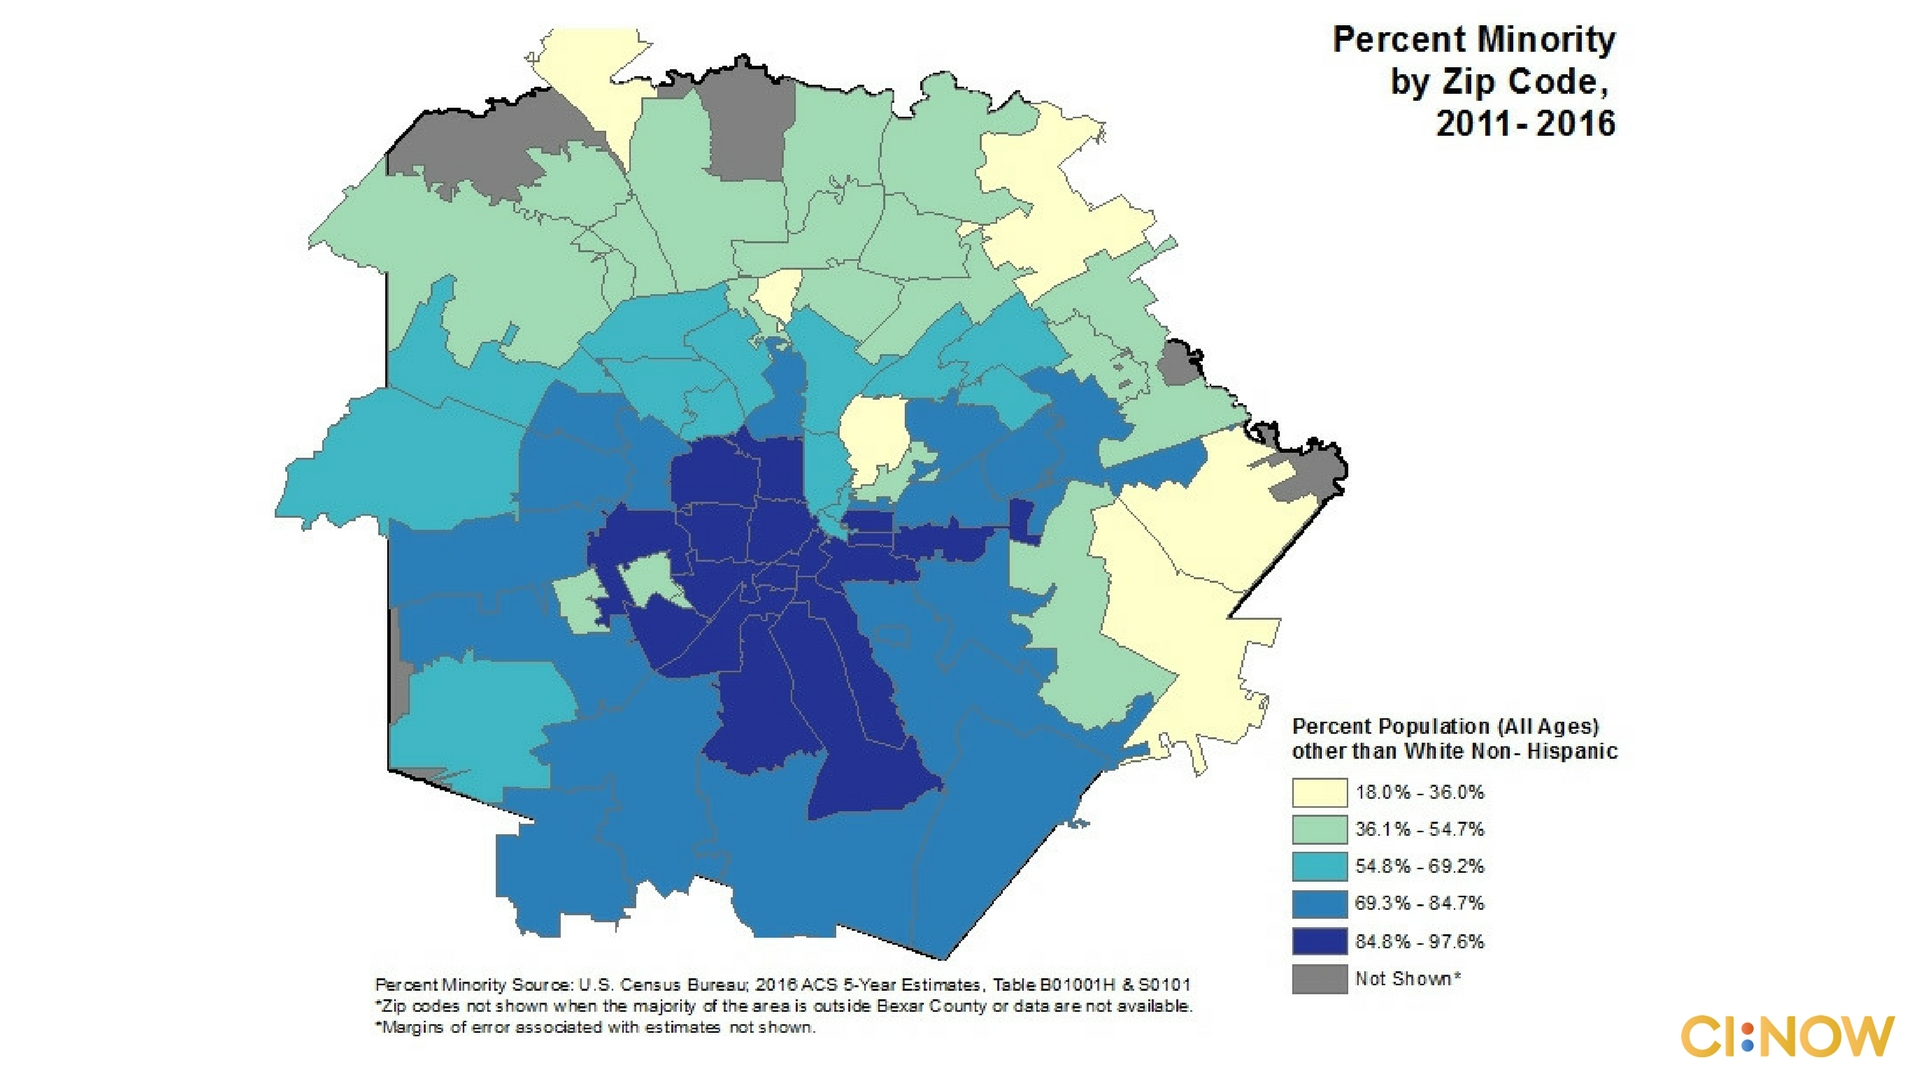 Percent Minority
by Zip Code,
2011- 2016
Percent Population (All Ages)
other than White Non- Hispanic
18.0% - 36.0%
36.1% - 54.7%
54.8% - 69.2%
69.3% - 84.7%
84.8% - 97.6%
Not Shown*
Percent Minority Source: U.S. Census Bureau; 2016 ACS 5-Year Estimates, Table B01001H & S0101
*Zip codes not shown when the majority of the area is outside Bexar County or data are not available.
*Margins of error associated with estimates not shown.
CI:NOW